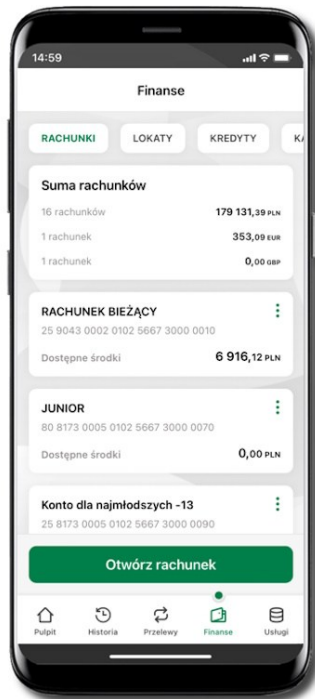 14:59
Finanse
RACHUNKI LOKATY KREDYTY KA
Suma rachunków
16 rachunków 179 131,39 PLN
1 rachunek 353,09 EUR
1 rachunek 0,00 GBP
RACHUNEK BIEŻĄCY
25 9043 0002 0102 5667 3000 0010
Dostępne środki 6 916,12 PLN
JUNIOR
80 8173 0005 0102 5667 3000 0070
Dostępne środki 0,00 PLN
Konto dla najmłodszych -13
25 8173 0005 0102 5667 3000 0090
Otwórz rachunek
Pulpit Historia Przelewy Finanse Usługi